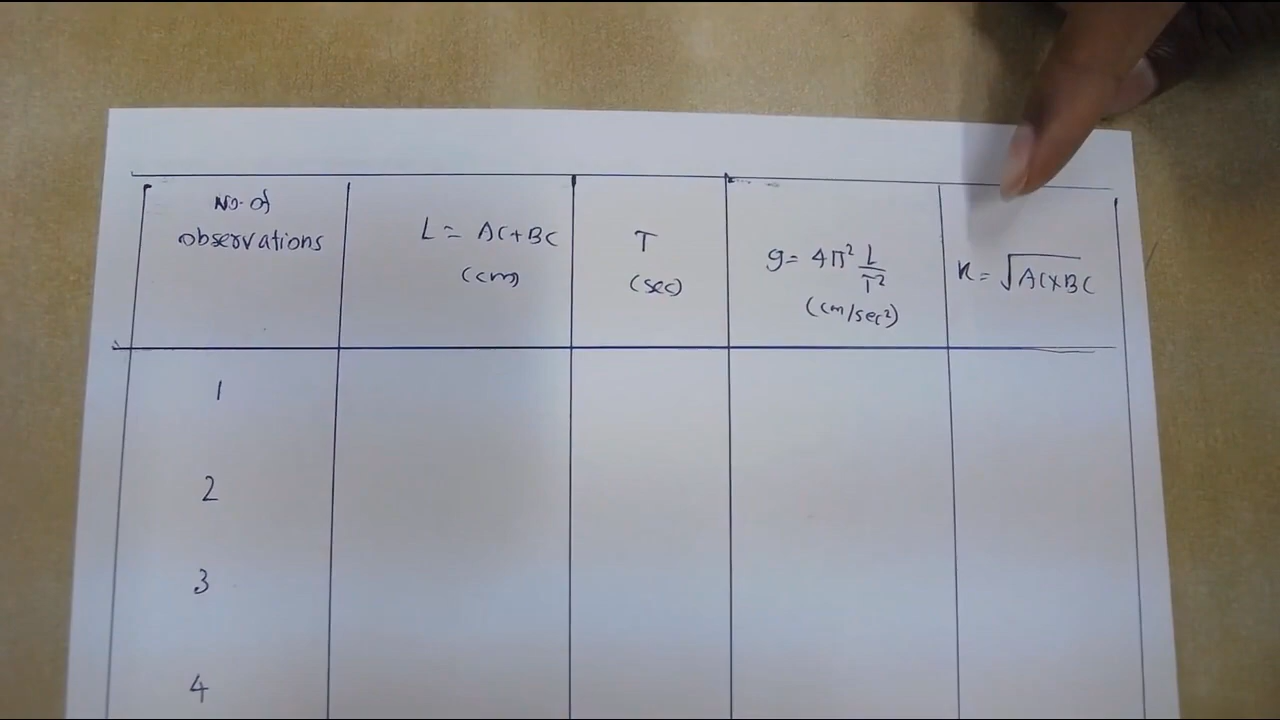 No. of
observations
L = AC+BC
(cm)
T
(sec)
g = 4π² L/T²
(cm/sec²)
K = √AC×BC
1
2
3
4